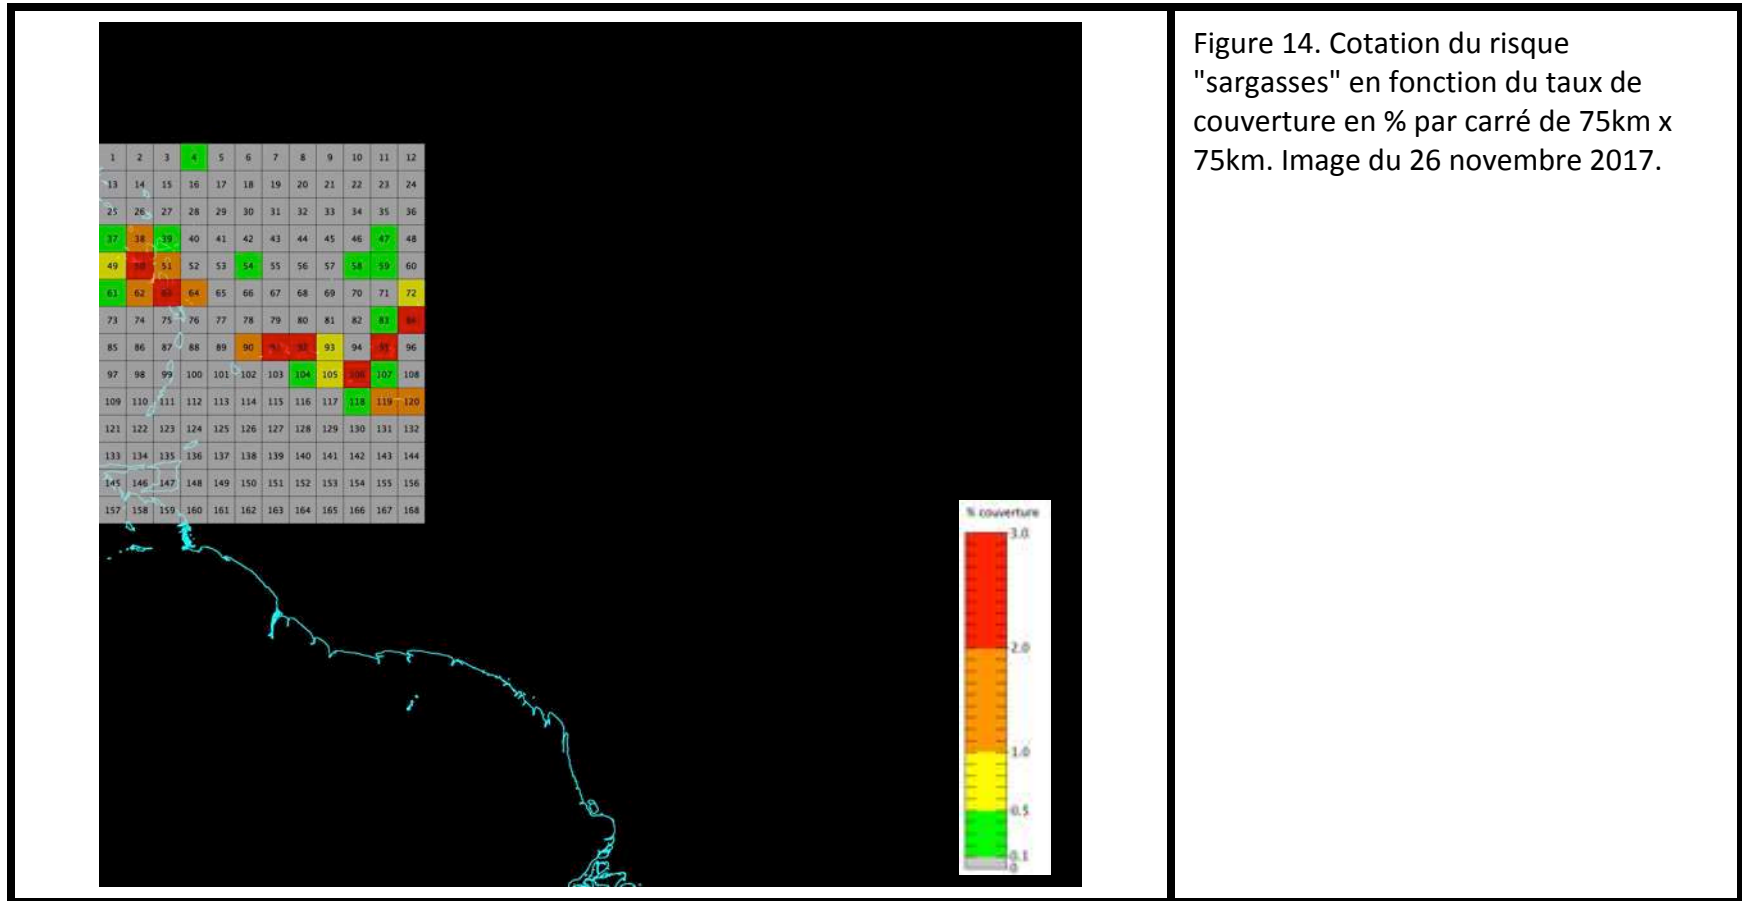 Figure 14. Cotation du risque
"sargasses" en fonction du taux de
couverture en % par carré de 75km x
75km. Image du 26 novembre 2017.
1 2 3 4 5 6 7 8 9 10 11 12
13 14 15 16 17 18 19 20 21 22 23 24
25 26 27 28 29 30 31 32 33 34 35 36
37 38 39 40 41 42 43 44 45 46 47 48
49 50 51 52 53 54 55 56 57 58 59 60
61 62 63 64 65 66 67 68 69 70 71 72
73 74 75 76 77 78 79 80 81 82 83 84
85 86 87 88 89 90 91 92 93 94 95 96
97 98 99 100 101 102 103 104 105 106 107 108
109 110 111 112 113 114 115 116 117 118 119 120
121 122 123 124 125 126 127 128 129 130 131 132
133 134 135 136 137 138 139 140 141 142 143 144
145 146 147 148 149 150 151 152 153 154 155 156
157 158 159 160 161 162 163 164 165 166 167 168
% couverture
3.0
2.0
1.0
0.5
0.1
0